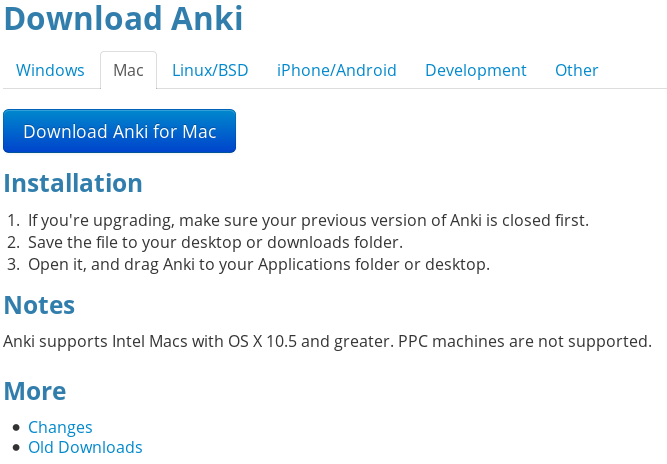 Download Anki
Windows Mac Linux/BSD iPhone/Android Development Other
Download Anki for Mac
Installation
1. If you're upgrading, make sure your previous version of Anki is closed first.
2. Save the file to your desktop or downloads folder.
3. Open it, and drag Anki to your Applications folder or desktop.
Notes
Anki supports Intel Macs with OS X 10.5 and greater. PPC machines are not supported.
More
• Changes
• Old Downloads